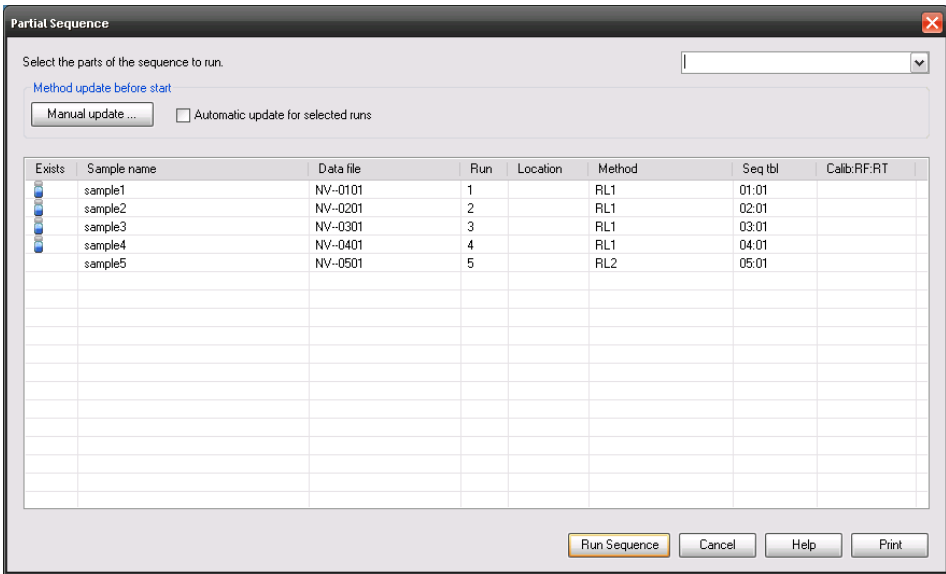 Partial Sequence
Select the parts of the sequence to run.
Method update before start
Manual update ... Automatic update for selected runs
Exists Sample name Data file Run Location Method Seq tbl Calib:RF:RT
sample1 NV--0101 1 RL1 01:01
sample2 NV--0201 2 RL1 02:01
sample3 NV--0301 3 RL1 03:01
sample4 NV--0401 4 RL1 04:01
sample5 NV--0501 5 RL2 05:01
Run Sequence Cancel Help Print